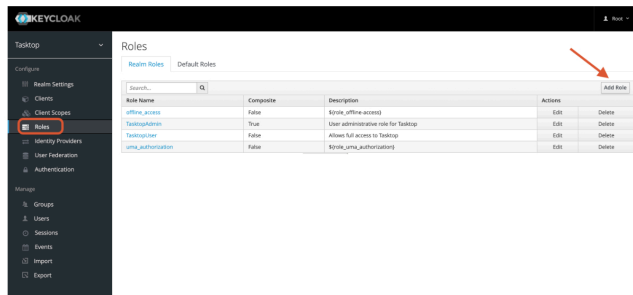 KEYCLOAK
Root
Tasktop
Roles
Realm Roles Default Roles
Configure
Realm Settings
Clients
Client Scopes
Roles
Identity Providers
User Federation
Authentication
Manage
Groups
Users
Sessions
Events
Import
Export
Search... Add Role
Role Name Composite Description Actions
offline_access False ${role_offline-access} Edit Delete
TasktopAdmin True User administrative role for Tasktop Edit Delete
TasktopUser False Allows full access to Tasktop Edit Delete
uma_authorization False ${role_uma_authorization} Edit Delete